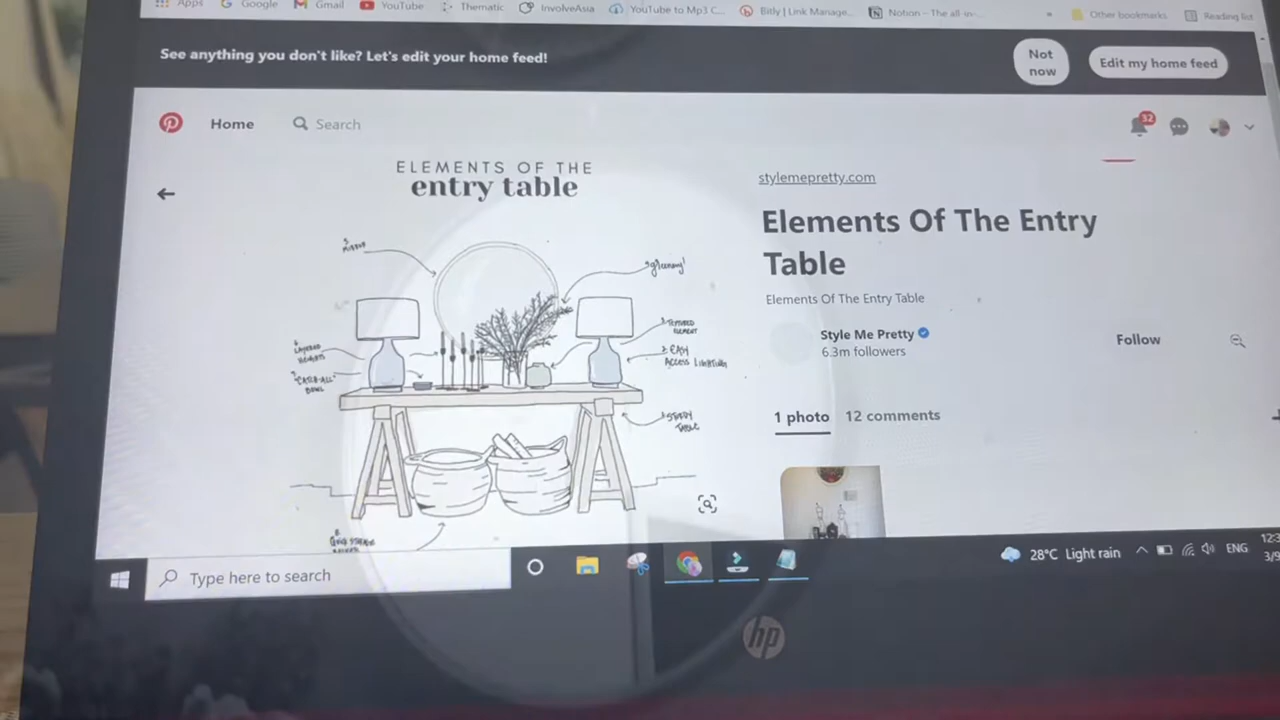 Apps
Google
Gmail
YouTube
Thematic
InvolveAsia
YouTube to Mp3 C...
Bitly | Link Manage...
Notion – The all-in-...
»
Other bookmarks
Reading list
See anything you don't like? Let's edit your home feed!
Not now
Edit my home feed
Home
Search
32
ELEMENTS OF THE
entry table
MIRROR
greenery!
TEXTURED
ELEMENT
2. EASY
ACCESS LIGHTING
LAYERED
HEIGHTS
"CATCH-ALL"
BOWL
STURDY
TABLE
stylemepretty.com
Elements Of The Entry
Table
Elements Of The Entry Table
Style Me Pretty
6.3m followers
Follow
1 photo
12 comments
Type here to search
28°C Light rain
ENG
hp